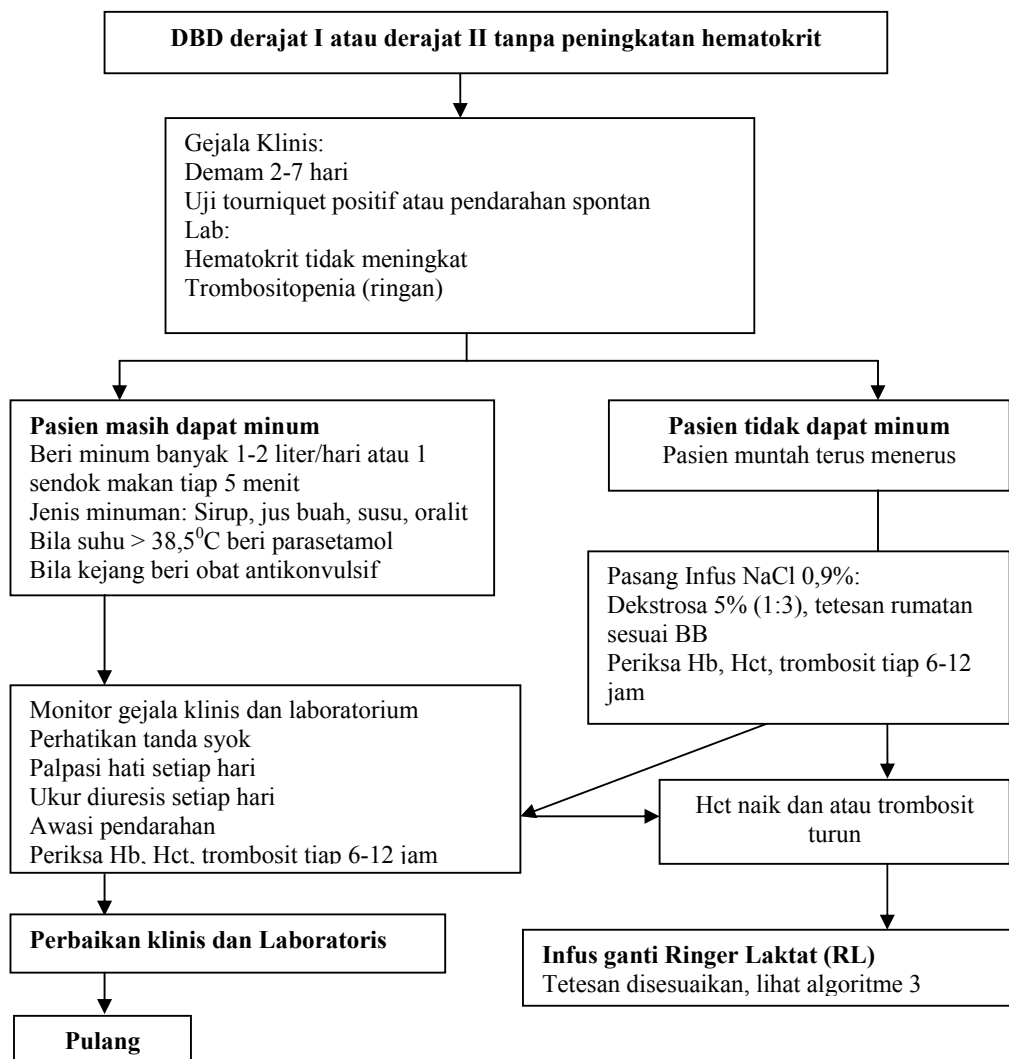 DBD derajat I atau derajat II tanpa peningkatan hematokrit
Gejala Klinis:
Demam 2-7 hari
Uji tourniquet positif atau pendarahan spontan
Lab:
Hematokrit tidak meningkat
Trombositopenia (ringan)
Pasien masih dapat minum
Beri minum banyak 1-2 liter/hari atau 1
sendok makan tiap 5 menit
Jenis minuman: Sirup, jus buah, susu, oralit
Bila suhu > 38,5⁰C beri parasetamol
Bila kejang beri obat antikonvulsif
Pasien tidak dapat minum
Pasien muntah terus menerus
Pasang Infus NaCl 0,9%:
Dekstrosa 5% (1:3), tetesan rumatan
sesuai BB
Periksa Hb, Hct, trombosit tiap 6-12
jam
Monitor gejala klinis dan laboratorium
Perhatikan tanda syok
Palpasi hati setiap hari
Ukur diuresis setiap hari
Awasi pendarahan
Periksa Hb, Hct, trombosit tiap 6-12 jam
Hct naik dan atau trombosit
turun
Perbaikan klinis dan Laboratoris
Infus ganti Ringer Laktat (RL)
Tetesan disesuaikan, lihat algoritme 3
Pulang